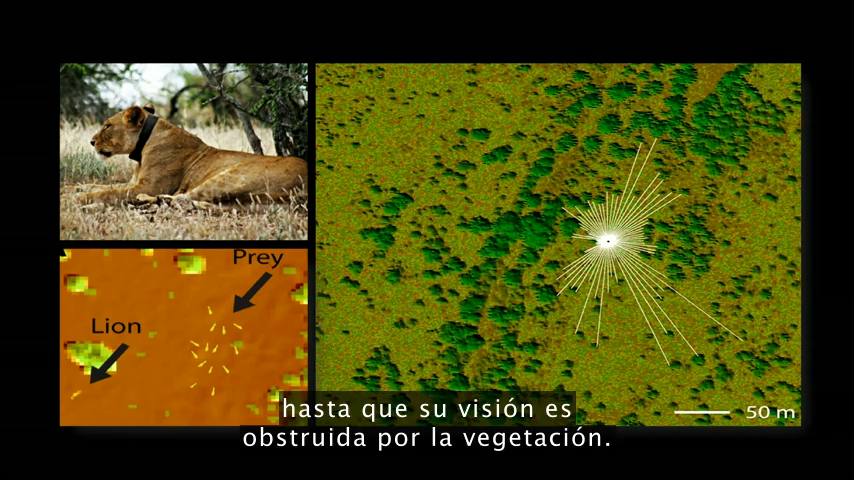 Prey
Lion
50 m
hasta que su visión es
obstruida por la vegetación.